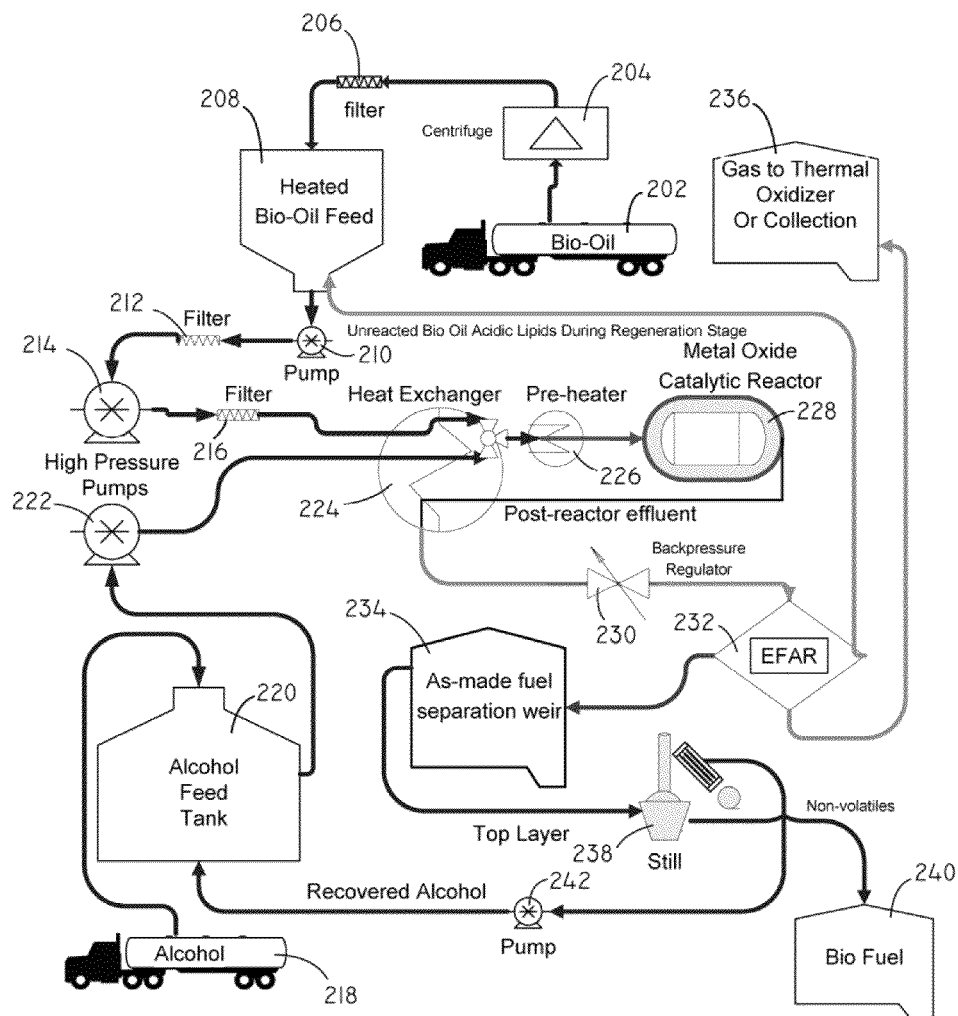 206
204
236
208
filter
Centrifuge
Gas to Thermal
Oxidizer
Or Collection
Heated
Bio-Oil Feed
202
Bio-Oil
212
Filter
214
Unreacted Bio Oil Acidic Lipids During Regeneration Stage
210
Pump
Metal Oxide
Catalytic Reactor
Filter
Heat Exchanger
Pre-heater
228
216
226
High Pressure
Pumps
222
224
Post-reactor effluent
Backpressure
Regulator
234
230
232
EFAR
As-made fuel
separation weir
220
Alcohol
Feed
Tank
Non-volatiles
Top Layer
238
Still
240
Recovered Alcohol
242
Pump
Bio Fuel
Alcohol
218